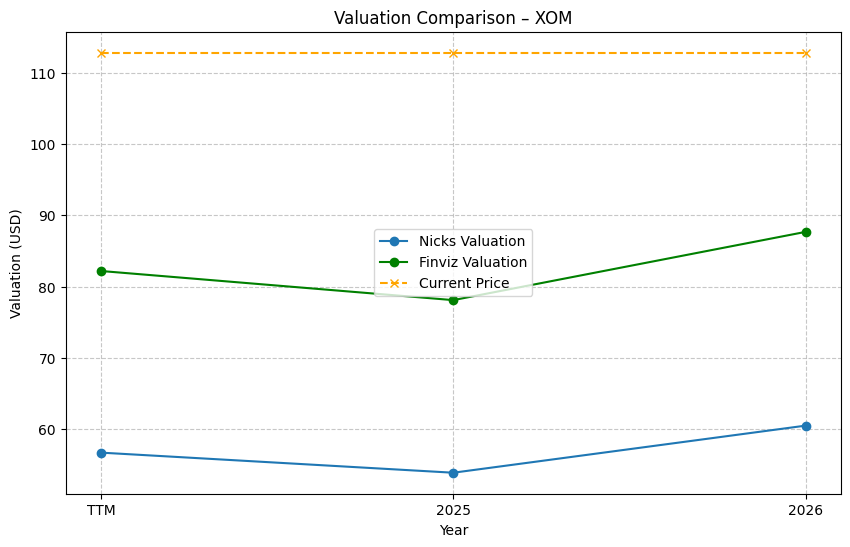 Valuation Comparison – XOM
Valuation (USD)
110
100
90
80
70
60
Nicks Valuation
Finviz Valuation
Current Price
TTM
2025
2026
Year